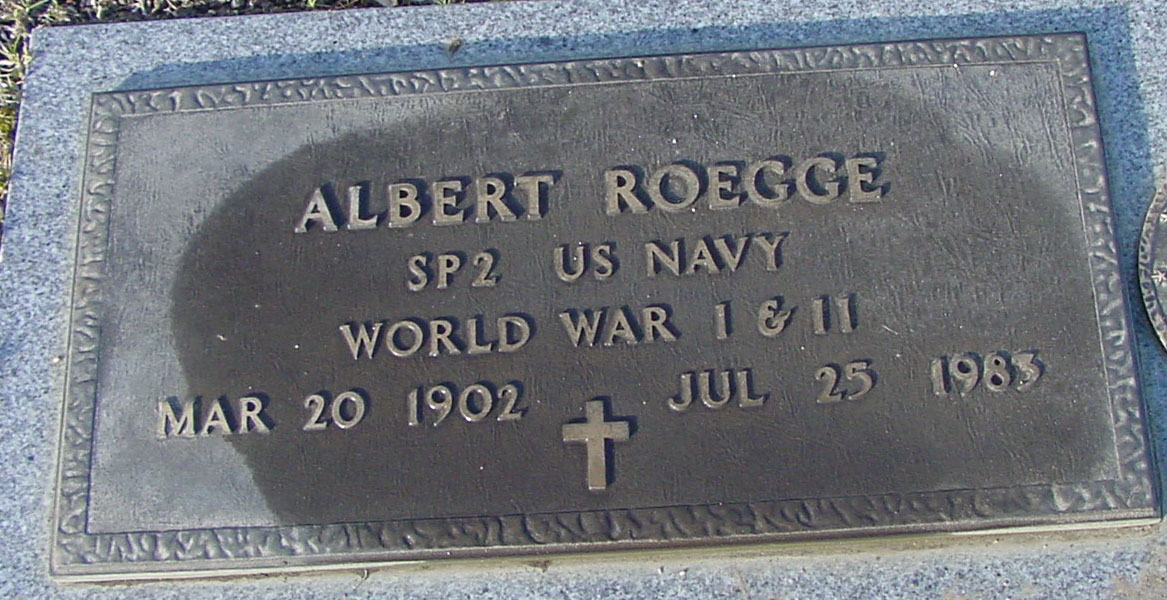 ALBERT ROEGGE
SP2 US NAVY
WORLD WAR I & II
MAR 20 1902 JUL 25 1983